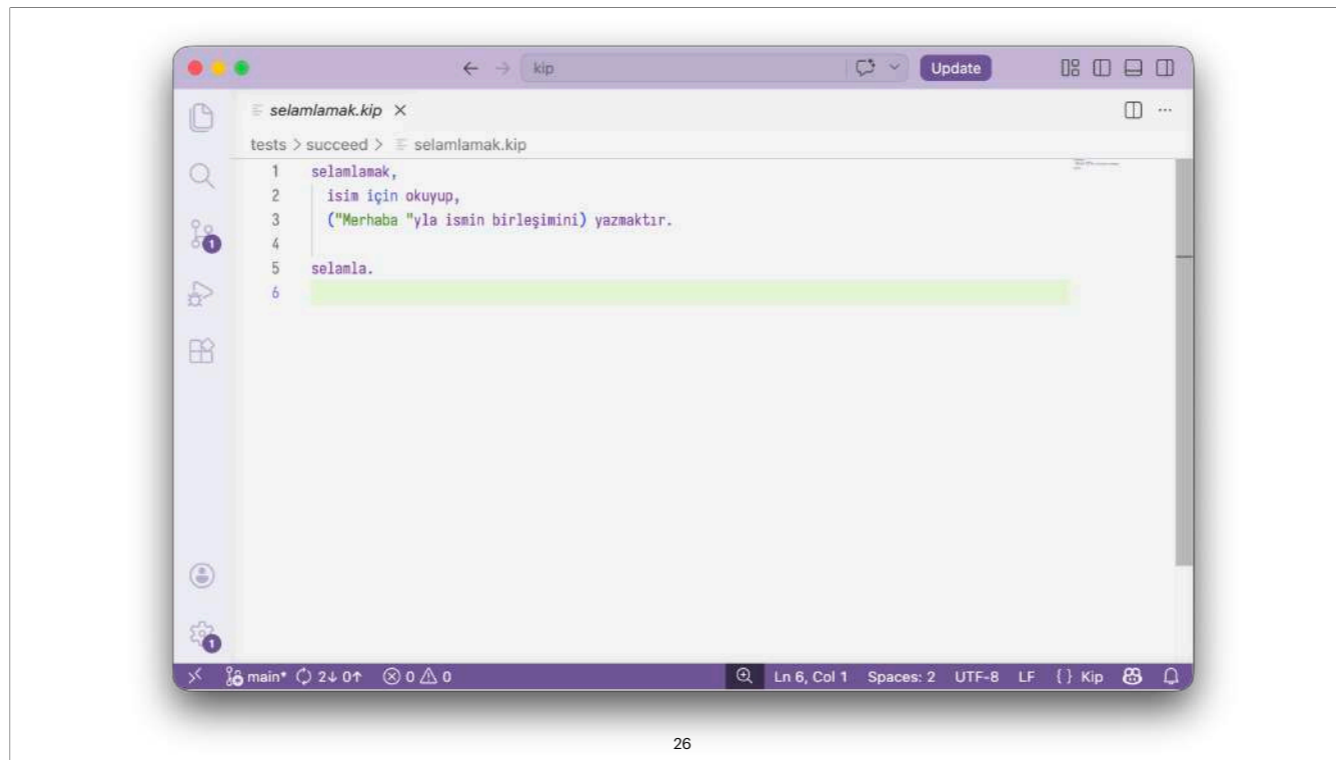 kip
Update
selamlamak.kip
tests > succeed > selamlamak.kip
1 selamlamak,
2 isim için okuyup,
3 ("Merhaba "yla ismin birleşimini) yazmaktır.
4
5 selamla.
6
1
1
main* 2↓ 0↑ 0 0 Ln 6, Col 1 Spaces: 2 UTF-8 LF {} Kip
26